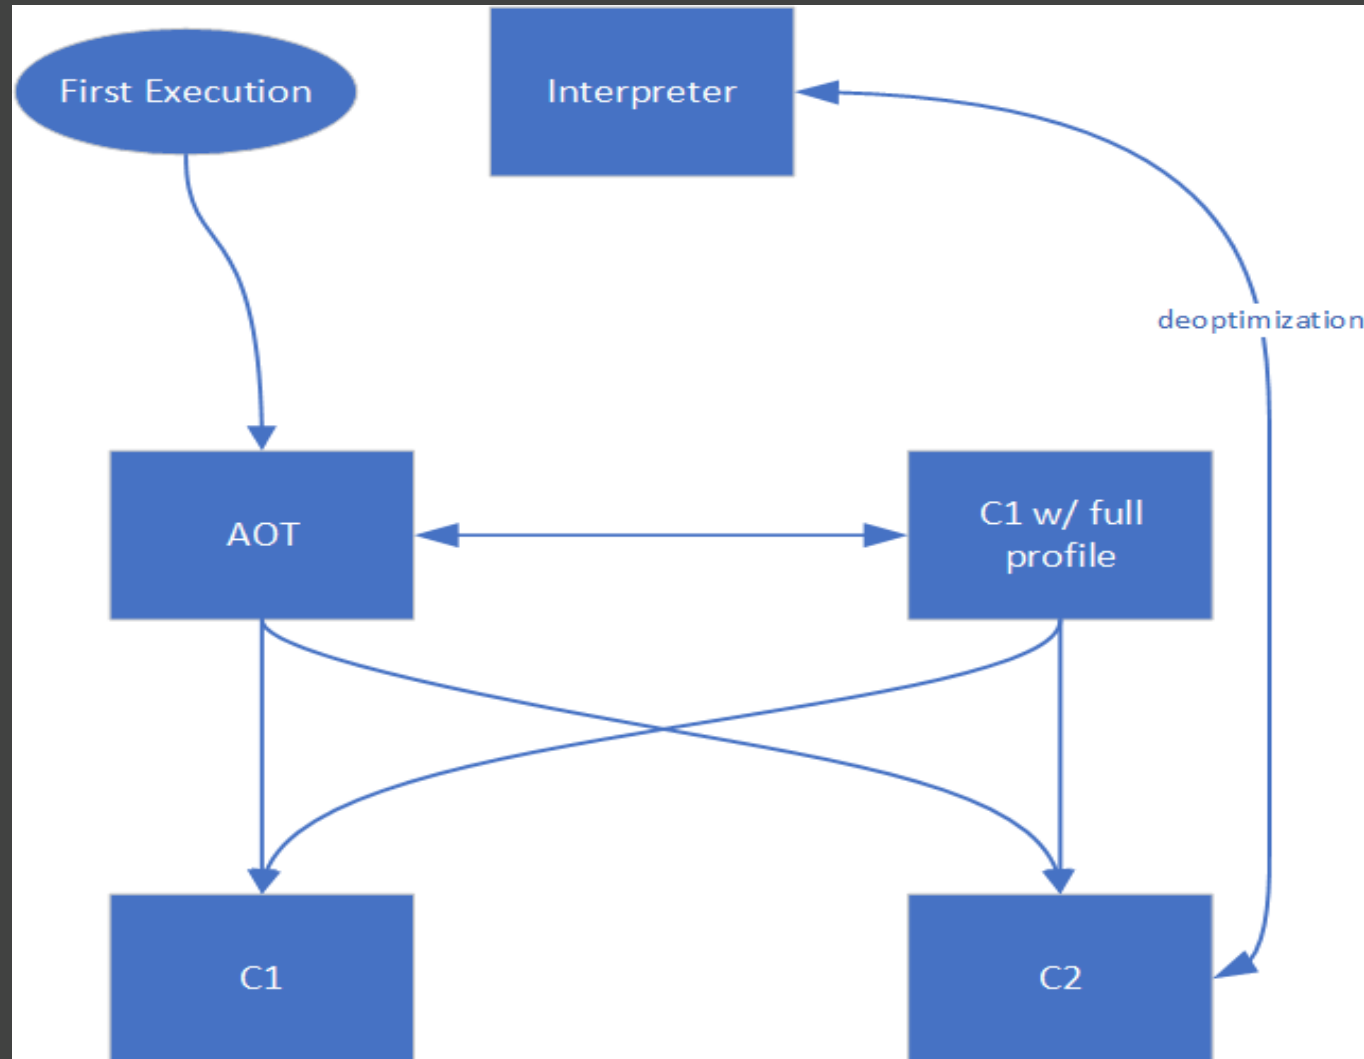 First Execution
Interpreter
deoptimization
AOT
C1 w/ full
profile
C1
C2